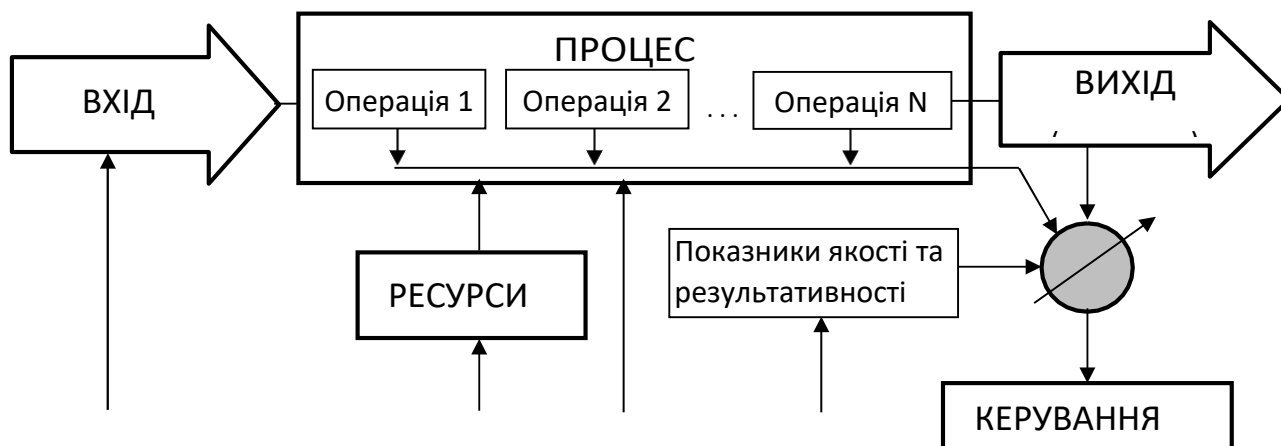 ПРОЦЕС
ВХІД
Операція 1
Операція 2
...
Операція N
ВИХІД
РЕСУРСИ
Показники якості та
результативності
КЕРУВАННЯ